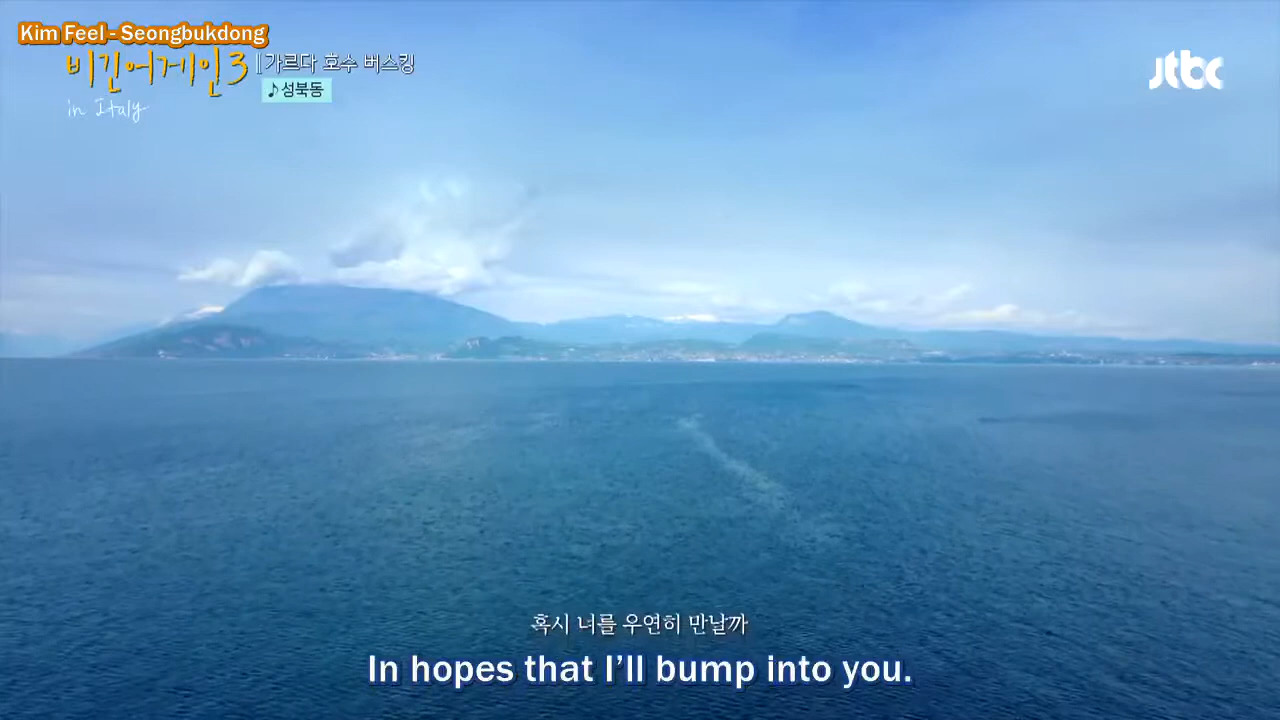 Kim Feel - Seongbukdong
비긴어게인 3
in Italy
가르다 호수 버스킹
♪성북동
jtbc
혹시 너를 우연히 만날까
In hopes that I'll bump into you.